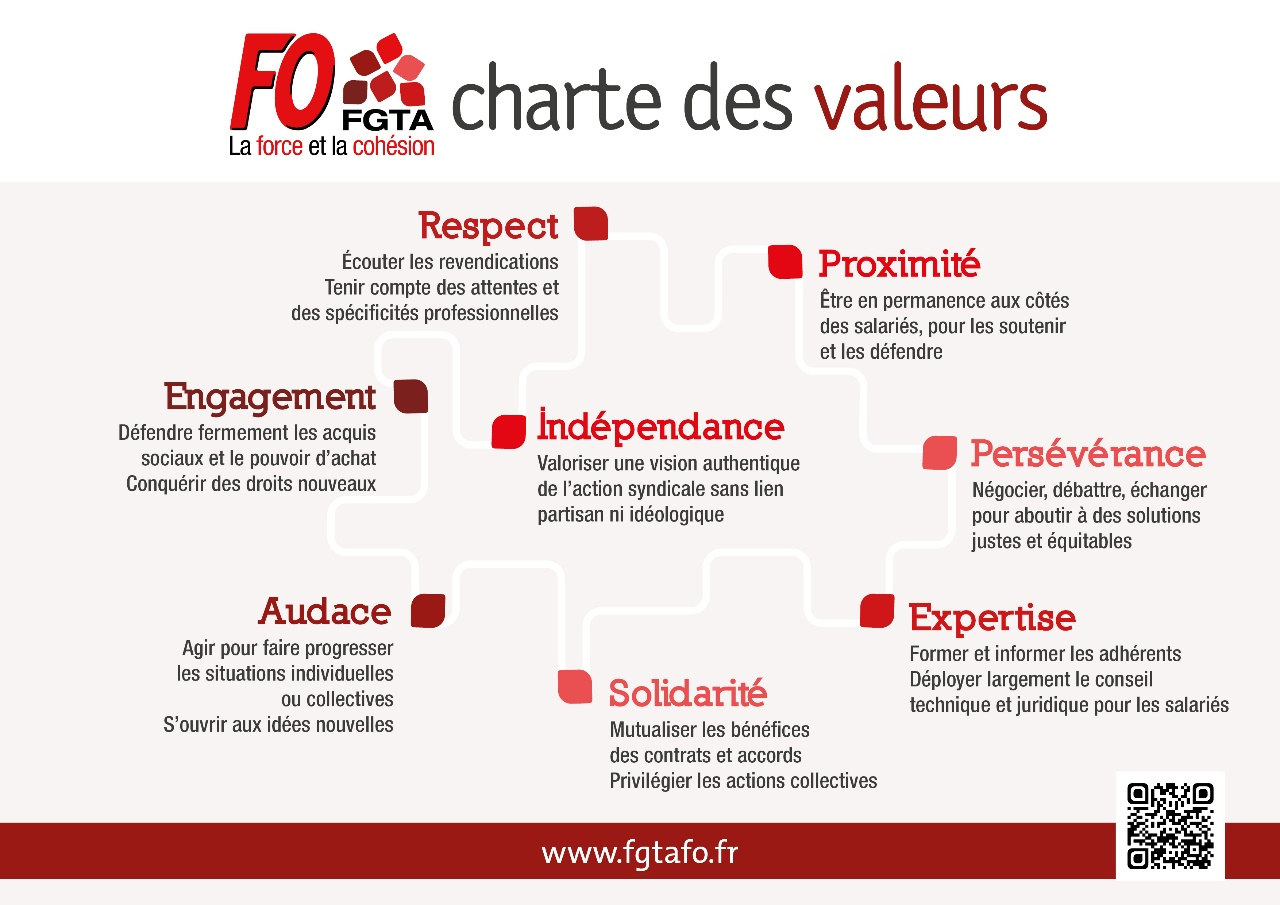 FO
FGTA
La force et la cohésion
charte des valeurs
Respect
Écouter les revendications
Tenir compte des attentes et
des spécificités professionnelles
Proximité
Être en permanence aux côtés
des salariés, pour les soutenir
et les défendre
Engagement
Défendre fermement les acquis
sociaux et le pouvoir d’achat
Conquérir des droits nouveaux
Indépendance
Valoriser une vision authentique
de l’action syndicale sans lien
partisan ni idéologique
Persévérance
Négocier, débattre, échanger
pour aboutir à des solutions
justes et équitables
Audace
Agir pour faire progresser
les situations individuelles
ou collectives
S’ouvrir aux idées nouvelles
Solidarité
Mutualiser les bénéfices
des contrats et accords
Privilégier les actions collectives
Expertise
Former et informer les adhérents
Déployer largement le conseil
technique et juridique pour les salariés
www.fgtafo.fr